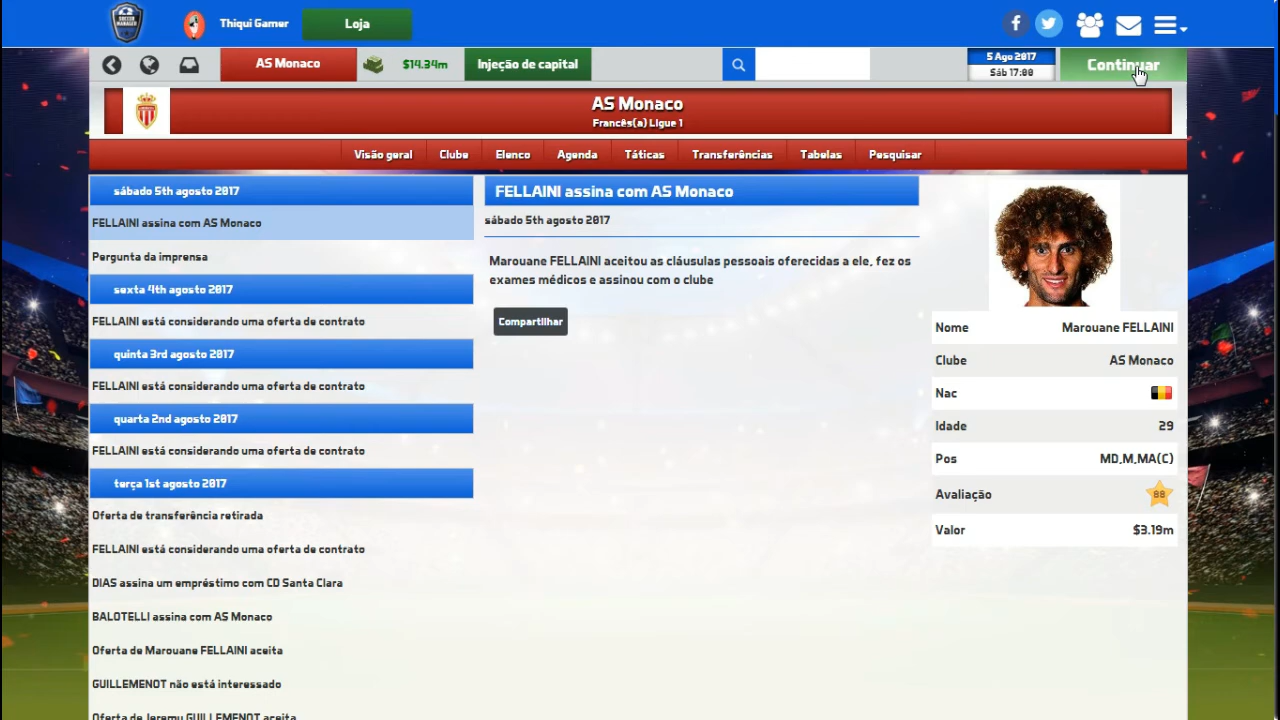 SOCCER MANAGER
Thiqui Gamer
Loja
AS Monaco
$14.34m
Injeção de capital
5 Ago 2017
Sáb 17:00
Continuar
AS Monaco
Francês(a) Ligue 1
Visão geral
Clube
Elenco
Agenda
Táticas
Transferências
Tabelas
Pesquisar
sábado 5th agosto 2017
FELLAINI assina com AS Monaco
Pergunta da imprensa
sexta 4th agosto 2017
FELLAINI está considerando uma oferta de contrato
quinta 3rd agosto 2017
FELLAINI está considerando uma oferta de contrato
quarta 2nd agosto 2017
FELLAINI está considerando uma oferta de contrato
terça 1st agosto 2017
Oferta de transferência retirada
FELLAINI está considerando uma oferta de contrato
DIAS assina um empréstimo com CD Santa Clara
BALOTELLI assina com AS Monaco
Oferta de Marouane FELLAINI aceita
GUILLEMENOT não está interessado
Oferta de Jeremy GUILLEMENOT aceita
FELLAINI assina com AS Monaco
sábado 5th agosto 2017
Marouane FELLAINI aceitou as cláusulas pessoais oferecidas a ele, fez os
exames médicos e assinou com o clube
Compartilhar
Nome Marouane FELLAINI
Clube AS Monaco
Nac
Idade 29
Pos MD,M,MA(C)
Avaliação 88
Valor $3.19m